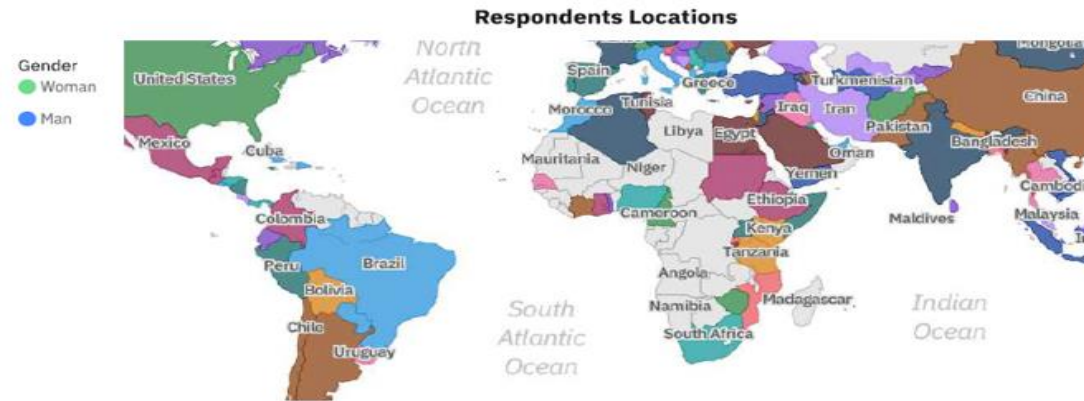 Respondents Locations
Gender
Woman
Man
North
Atlantic
Ocean
United States
Mexico
Cuba
Colombia
Peru
Brazil
Bolivia
Chile
Uruguay
South
Atlantic
Ocean
Spain
Greece
Turkmenistan
Morocco
Tunisia
Iraq
Iran
China
Libya
Egypt
Pakistan
Bangladesh
Mauritania
Niger
Oman
Yemen
Ethiopia
Cameroon
Maldives
Malaysia
Kenya
Tanzania
Angola
Namibia
Madagascar
South Africa
Indian
Ocean